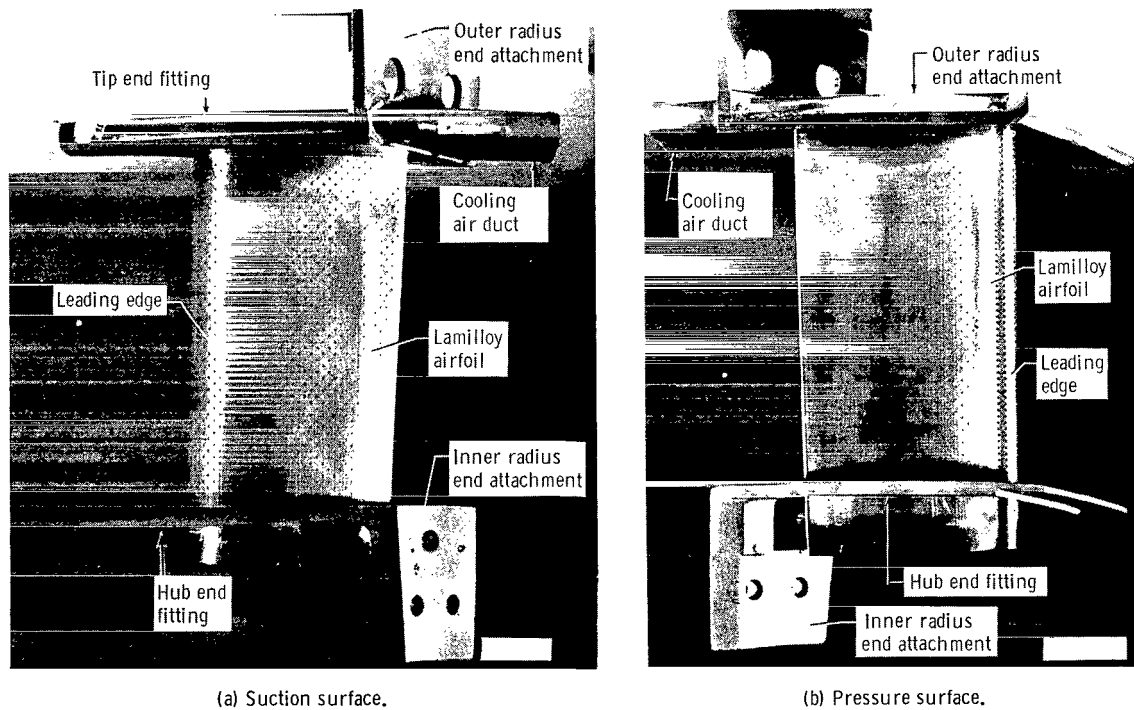 Outer radius
end attachment
Tip end fitting
Cooling
air duct
Leading edge
Lamilloy
airfoil
Inner radius
end attachment
Hub end
fitting
(a) Suction surface.
Outer radius
end attachment
Cooling
air duct
Lamilloy
airfoil
Leading
edge
Hub end fitting
Inner radius
end attachment
(b) Pressure surface.